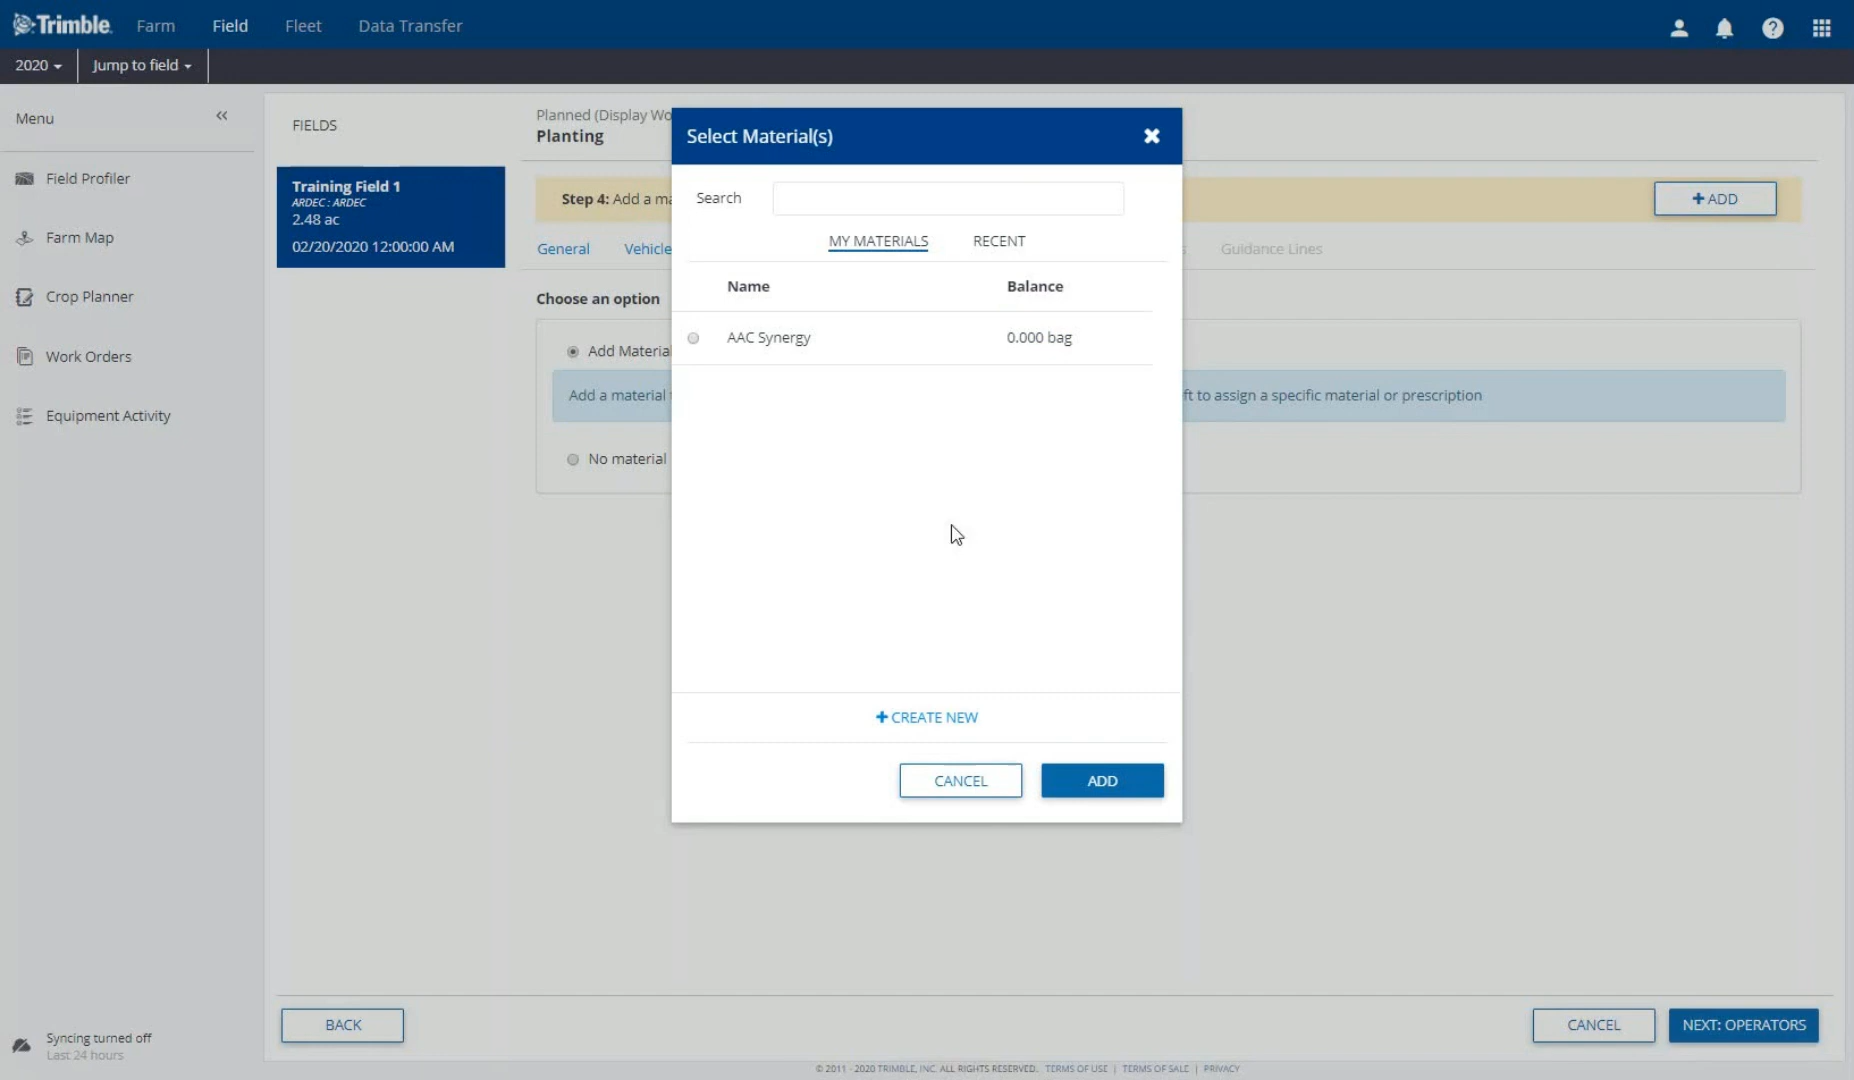 Trimble Farm Field Fleet Data Transfer
2020 Jump to field
Menu
Field Profiler
Farm Map
Crop Planner
Work Orders
Equipment Activity
Syncing turned off
Last 24 hours
FIELDS
Training Field 1
ARDEC : ARDEC
2.48 ac
02/20/2020 12:00:00 AM
Planned (Display Wo
Planting
Step 4: Add a ma
+ ADD
General Vehicle Guidance Lines
Choose an option
Add Material
Add a material ft to assign a specific material or prescription
No material
Select Material(s)
Search
MY MATERIALS RECENT
Name Balance
AAC Synergy 0.000 bag
+ CREATE NEW
CANCEL ADD
BACK CANCEL NEXT: OPERATORS
© 2011 - 2020 TRIMBLE, INC. ALL RIGHTS RESERVED. TERMS OF USE | TERMS OF SALE | PRIVACY